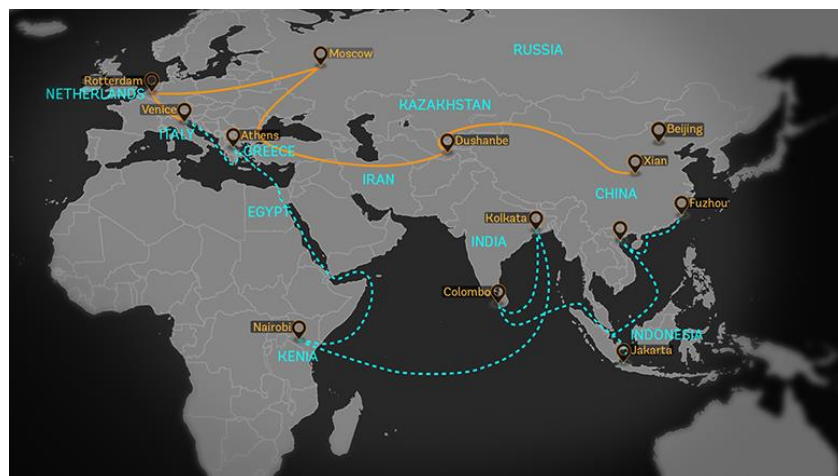 Moscow
RUSSIA
Rotterdam
NETHERLANDS
KAZAKHSTAN
Venice
ITALY
Athens
GREECE
Beijing
Dushanbe
Xian
IRAN
CHINA
EGYPT
Fuzhou
Kolkata
INDIA
Colombo
Nairobi
KENIA
INDONESIA
Jakarta